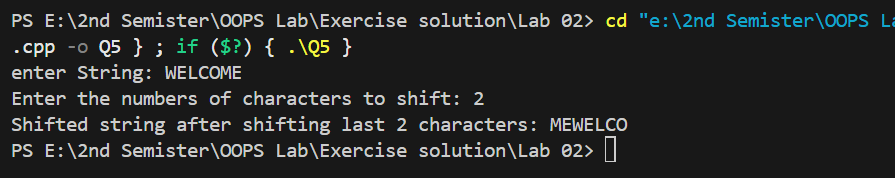 PS E:\2nd Semister\OOPS Lab\Exercise solution\Lab 02> cd "e:\2nd Semister\OOPS La
.cpp -o Q5 } ; if ($?) { .\Q5 }
enter String: WELCOME
Enter the numbers of characters to shift: 2
Shifted string after shifting last 2 characters: MEWELCO
PS E:\2nd Semister\OOPS Lab\Exercise solution\Lab 02>